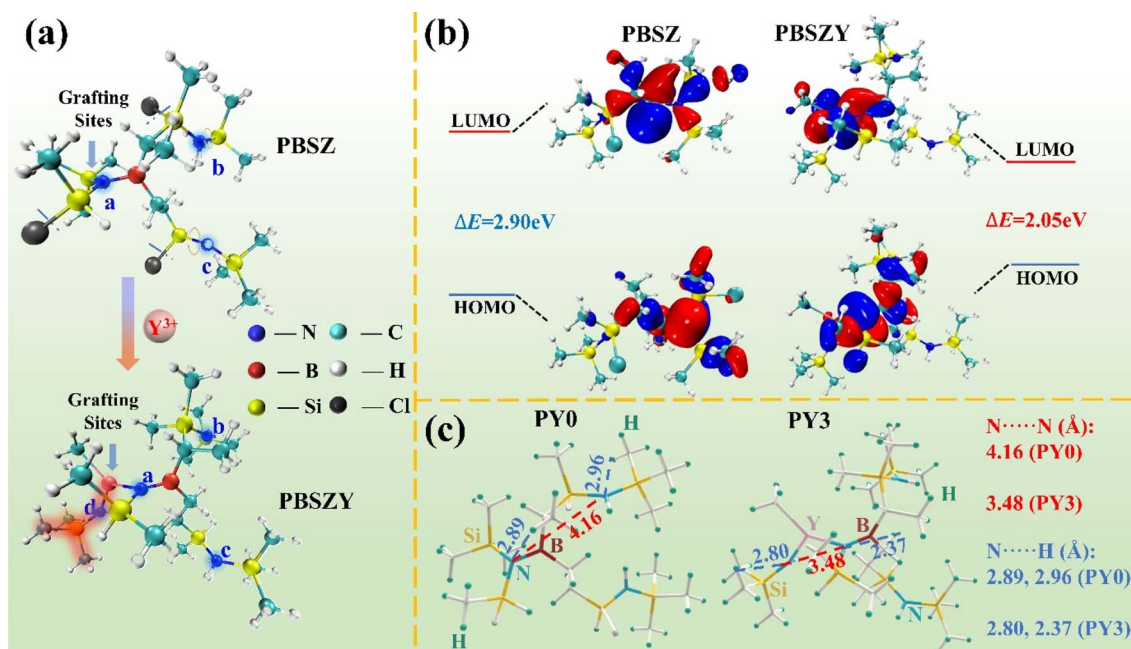 (a)
Grafting
Sites
PBSZ
a
b
c
Y³⁺
— N
— C
— B
— H
— Si
— Cl
Grafting
Sites
b
a
d
c
PBSZY
(b)
PBSZ
PBSZY
LUMO
LUMO
ΔE=2.90eV
ΔE=2.05eV
HOMO
HOMO
(c)
PY0
H
2.96
Si
2.89
4.16
B
N
H
PY3
H
Y
B
2.80
3.48
2.37
Si
N
N·····N (Å):
4.16 (PY0)
3.48 (PY3)
N·····H (Å):
2.89, 2.96 (PY0)
2.80, 2.37 (PY3)